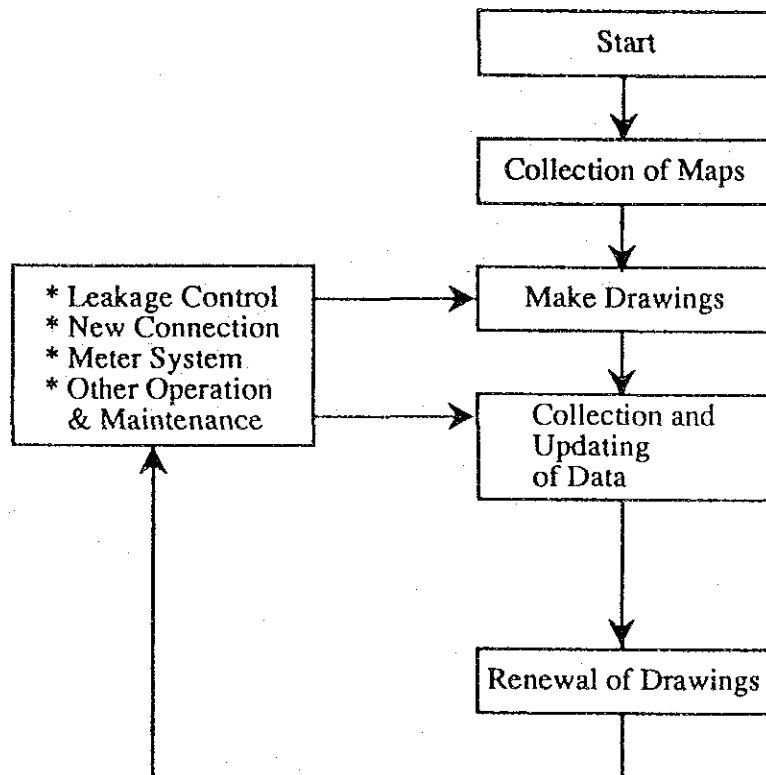 Start
Collection of Maps
* Leakage Control
* New Connection
* Meter System
* Other Operation
& Maintenance
Make Drawings
Collection and
Updating
of Data
Renewal of Drawings